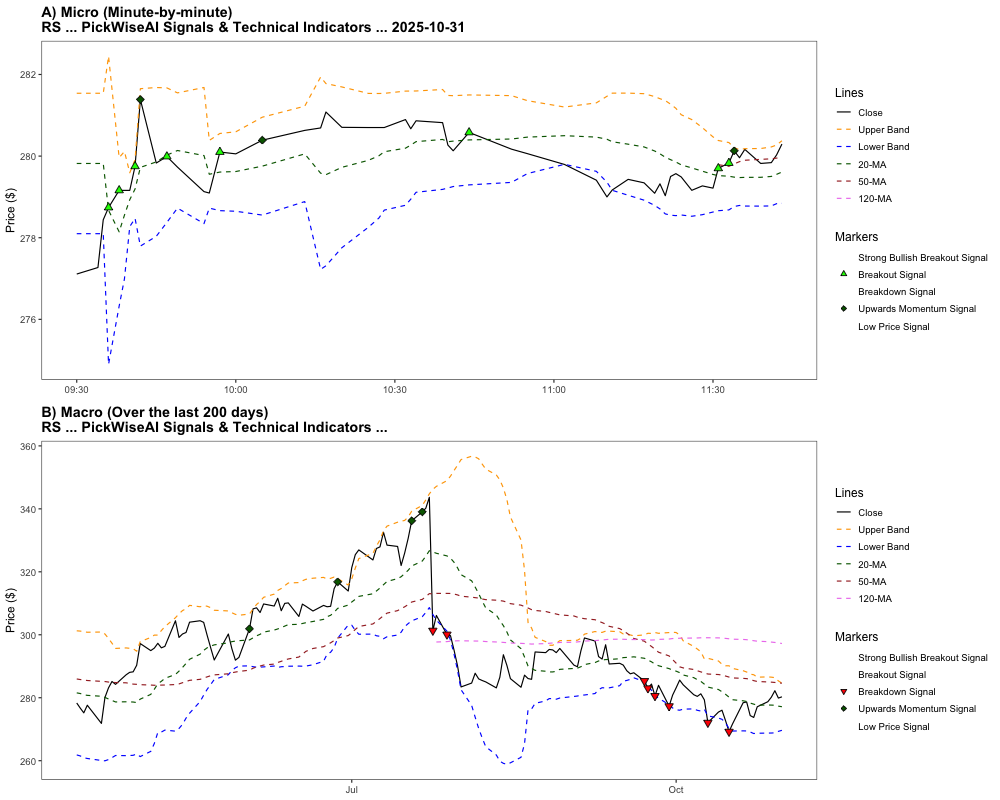 A) Micro (Minute-by-minute)
RS ... PickWiseAI Signals & Technical Indicators ... 2025-10-31
Price ($)
282
280
278
276
09:30
10:00
10:30
11:00
11:30
Lines
Close
Upper Band
Lower Band
20-MA
50-MA
120-MA
Markers
Strong Bullish Breakout Signal
Breakout Signal
Breakdown Signal
Upwards Momentum Signal
Low Price Signal
B) Macro (Over the last 200 days)
RS ... PickWiseAI Signals & Technical Indicators ...
Price ($)
360
340
320
300
280
260
Jul
Oct
Lines
Close
Upper Band
Lower Band
20-MA
50-MA
120-MA
Markers
Strong Bullish Breakout Signal
Breakout Signal
Breakdown Signal
Upwards Momentum Signal
Low Price Signal